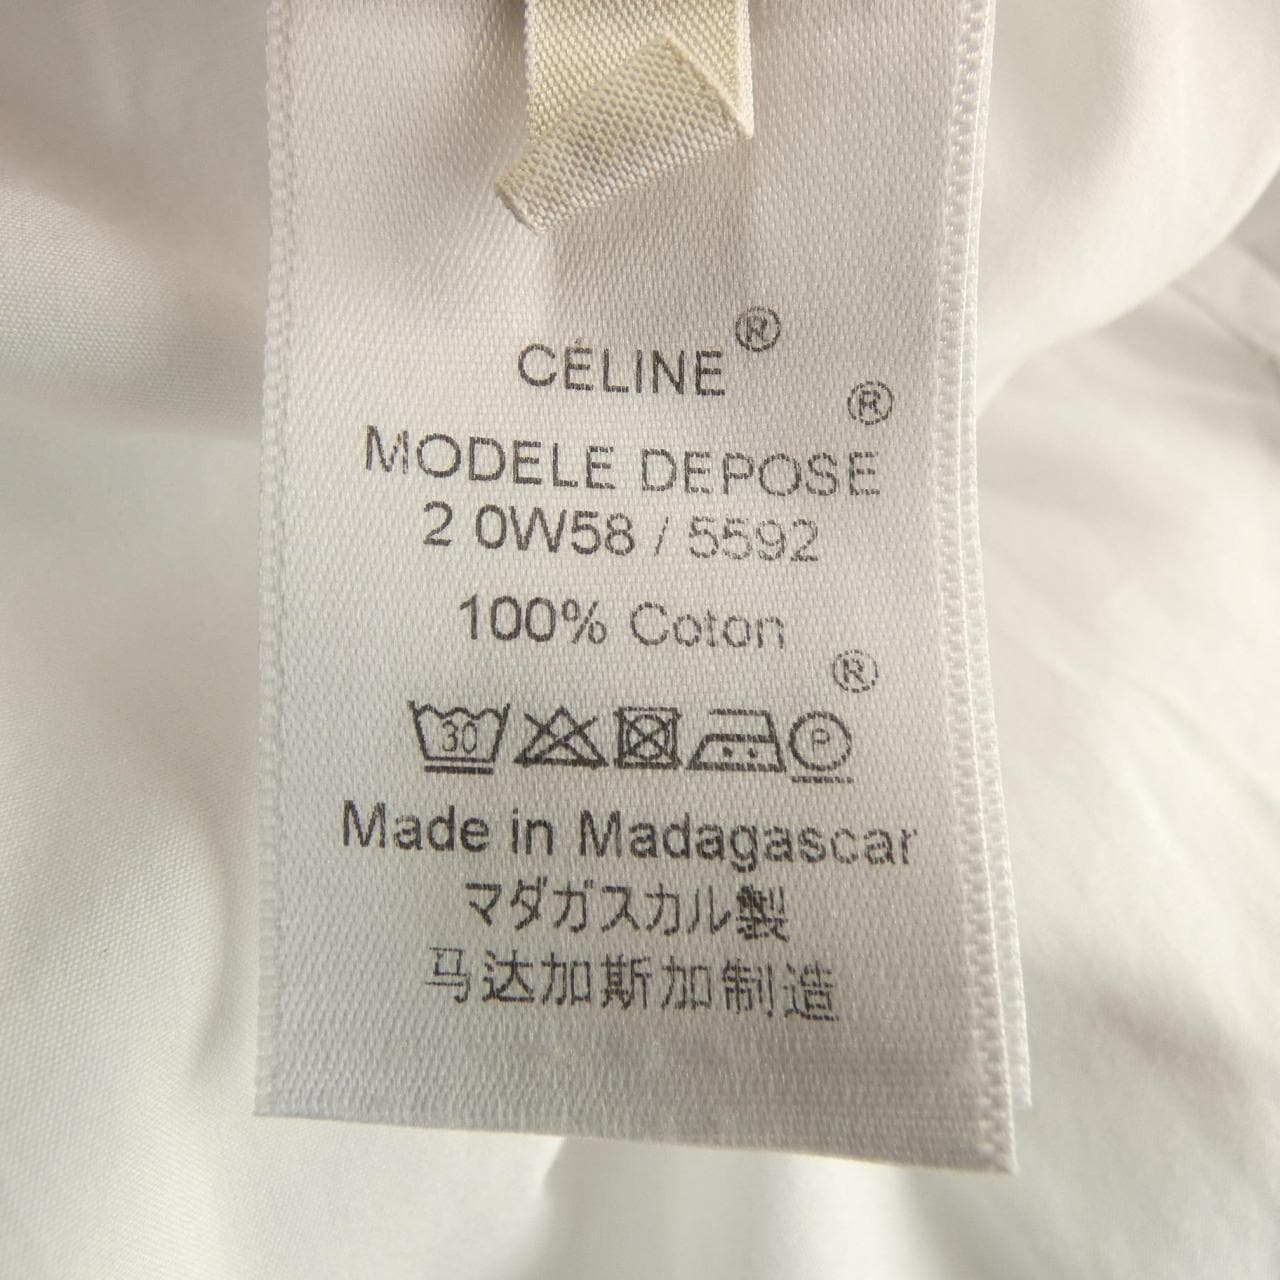 CÉLINE®
®
MODELE DEPOSE
2 0W58 / 5592
100% Coton
®
30 P
Made in Madagascar
マダガスカル製
马达加斯加制造